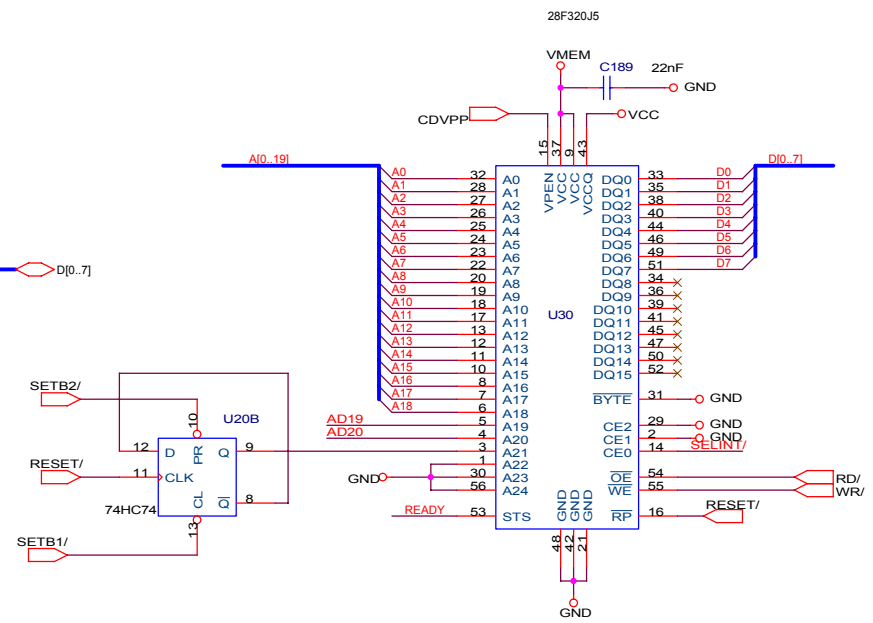 28F320J5
VMEM
C189 22nF
GND
CDVPP
VCC
15 37 9 43
A[0..19]
D[0..7]
VPEN VCC VCC VCCQ
A0 32 A0 DQ0 33 D0
A1 28 A1 DQ1 35 D1
A2 27 A2 DQ2 38 D2
A3 26 A3 DQ3 40 D3
A4 25 A4 DQ4 44 D4
A5 24 A5 DQ5 46 D5
A6 23 A6 DQ6 49 D6
A7 22 A7 DQ7 51 D7
D[0..7]
A8 20 A8 DQ8 34
A9 19 A9 DQ9 36
A10 18 A10 DQ10 39
A11 17 A11 U30 DQ11 41
A12 13 A12 DQ12 45
A13 12 A13 DQ13 47
A14 11 A14 DQ14 50
A15 10 A15 DQ15 52
A16 8 A16
A17 7 A17 BYTE 31 GND
A18 6 A18
AD19 5 A19 CE2 29 GND
AD20 4 A20 CE1 2 GND
3 A21 CE0 14 SELINT/
1 A22
GND 30 A23 OE 54 RD/
56 A24 WE 55 WR/
READY 53 STS RP 16 RESET/
GND GND GND
48 42 21
GND
SETB2/
10 U20B
12 D PR Q 9
RESET/ 11 CLK
CL Q 8
74HC74
13
SETB1/